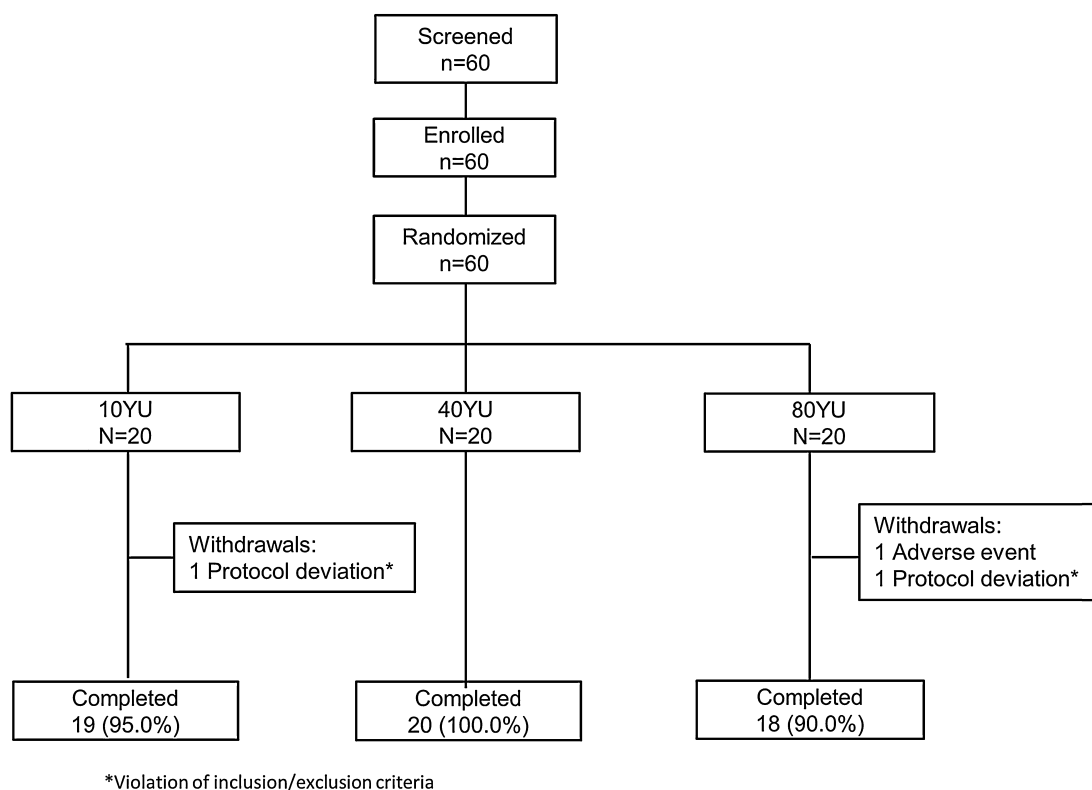 Screened
n=60
Enrolled
n=60
Randomized
n=60
10YU
N=20
40YU
N=20
80YU
N=20
Withdrawals:
1 Protocol deviation*
Withdrawals:
1 Adverse event
1 Protocol deviation*
Completed
19 (95.0%)
Completed
20 (100.0%)
Completed
18 (90.0%)
*Violation of inclusion/exclusion criteria